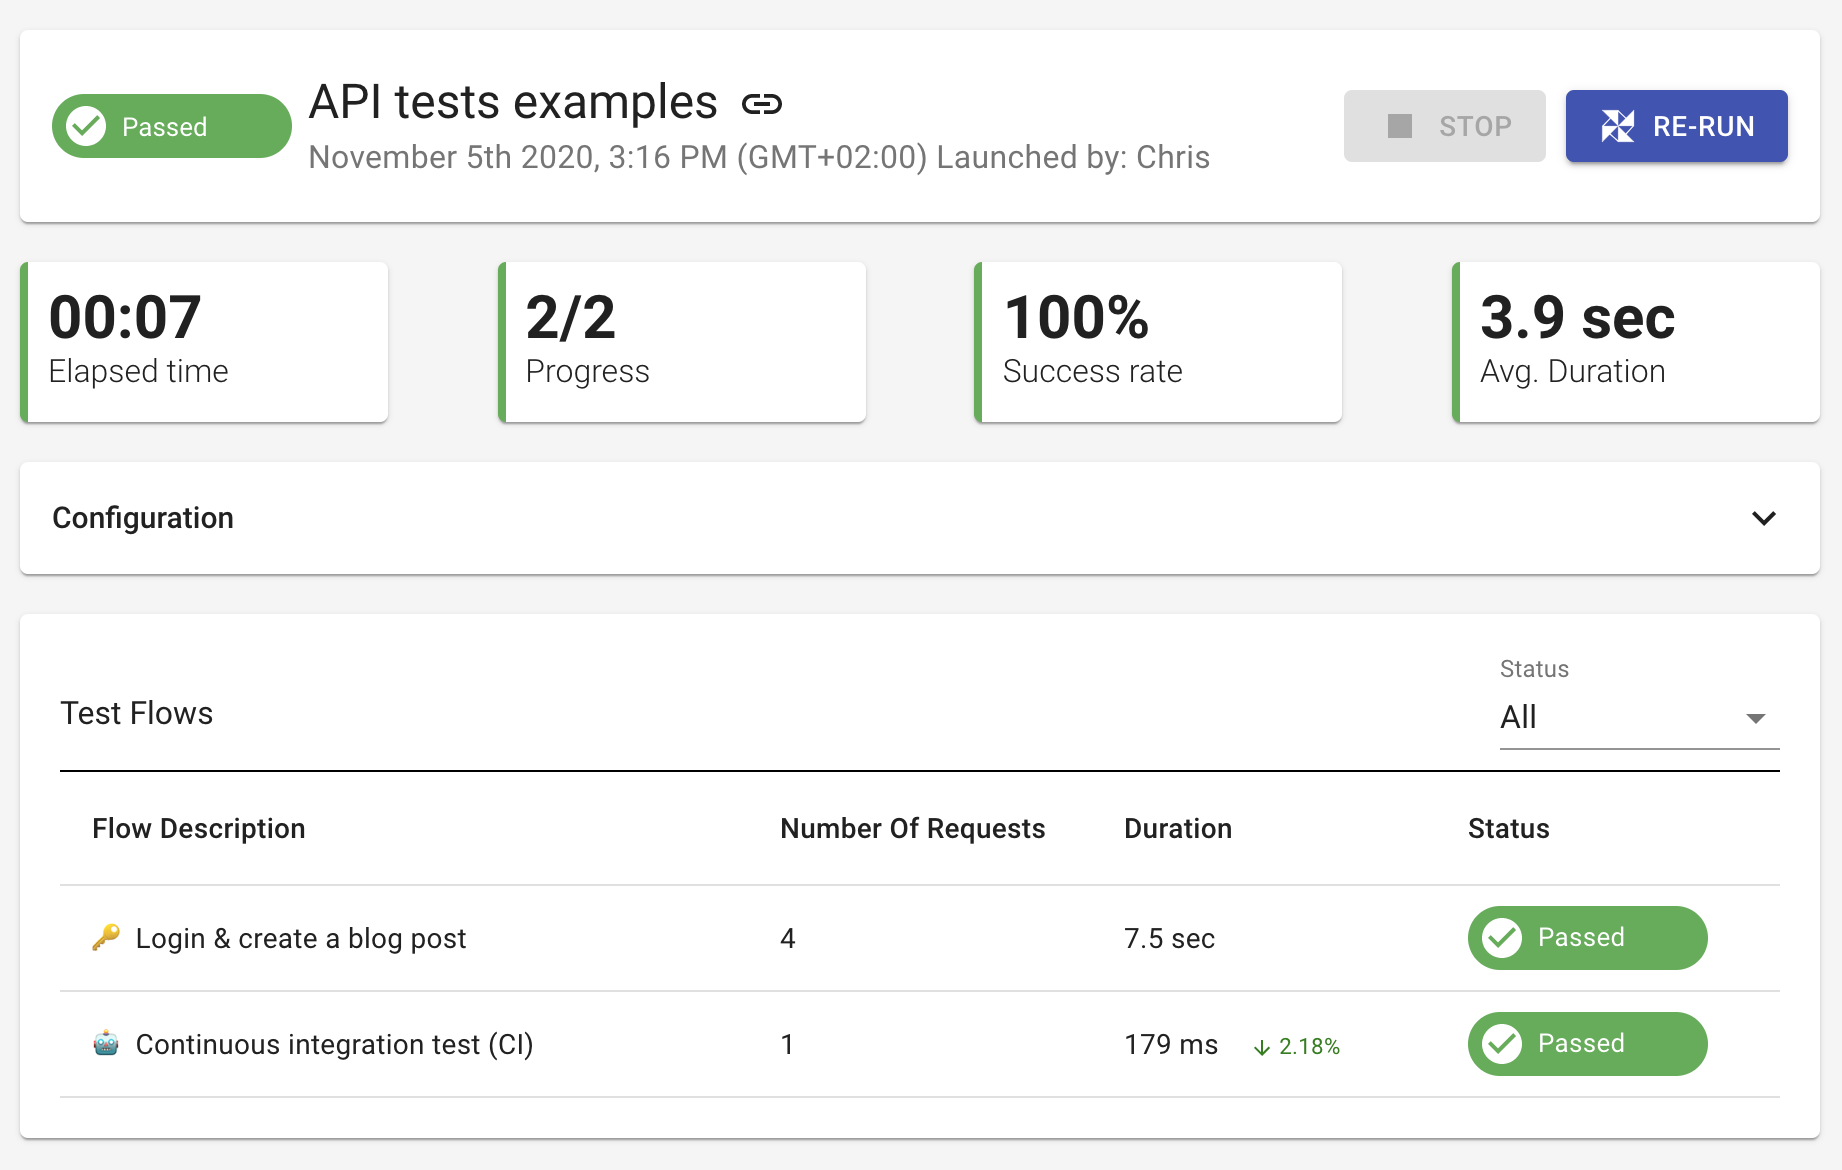 Passed
API tests examples
November 5th 2020, 3:16 PM (GMT+02:00) Launched by: Chris
STOP
RE-RUN
00:07
Elapsed time
2/2
Progress
100%
Success rate
3.9 sec
Avg. Duration
Configuration
Test Flows
Status
All
Flow Description Number Of Requests Duration Status
Login & create a blog post 4 7.5 sec Passed
Continuous integration test (CI) 1 179 ms ↓ 2.18% Passed